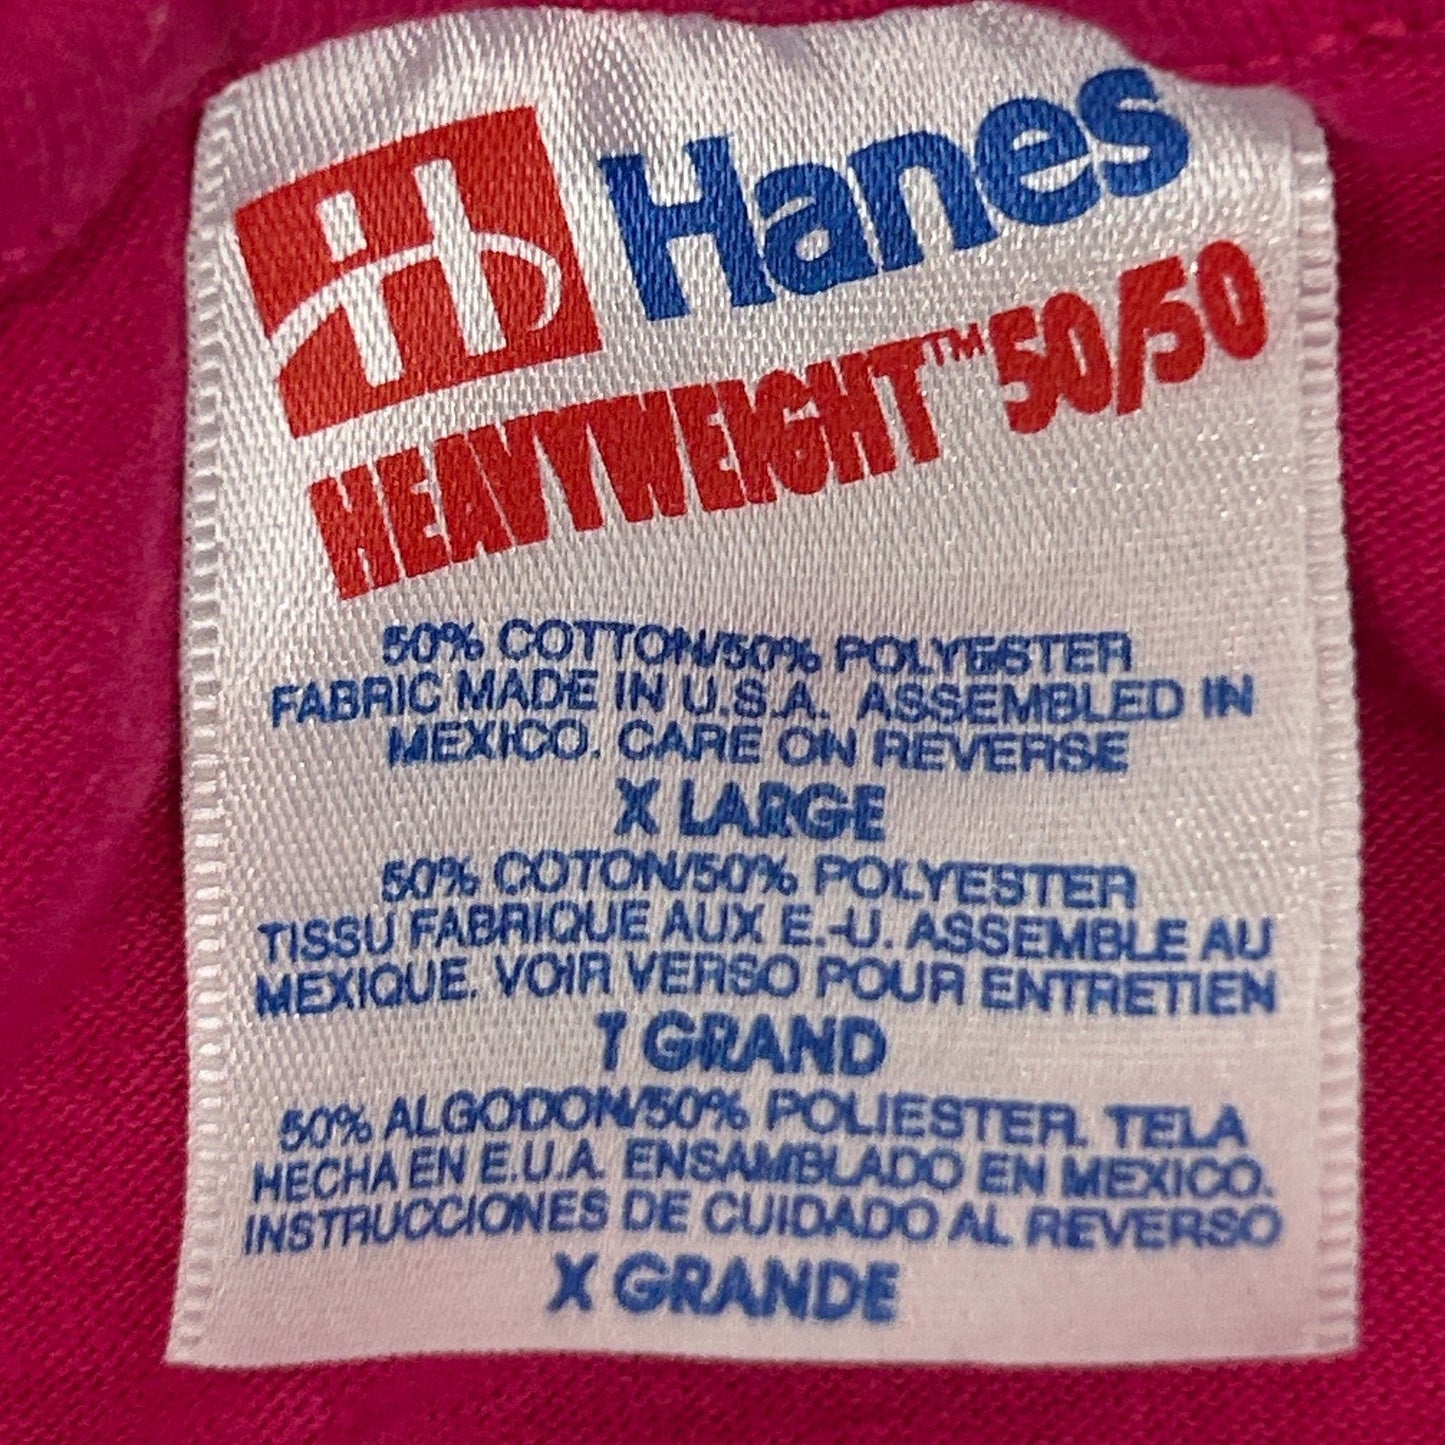 H Hanes
HEAVYWEIGHT™ 50/50
50% COTTON/50% POLYESTER
FABRIC MADE IN U.S.A. ASSEMBLED IN
MEXICO. CARE ON REVERSE
X LARGE
50% COTON/50% POLYESTER
TISSU FABRIQUE AUX E.-U. ASSEMBLE AU
MEXIQUE. VOIR VERSO POUR ENTRETIEN
T GRAND
50% ALGODON/50% POLIESTER. TELA
HECHA EN E.U.A. ENSAMBLADO EN MEXICO.
INSTRUCCIONES DE CUIDADO AL REVERSO
X GRANDE